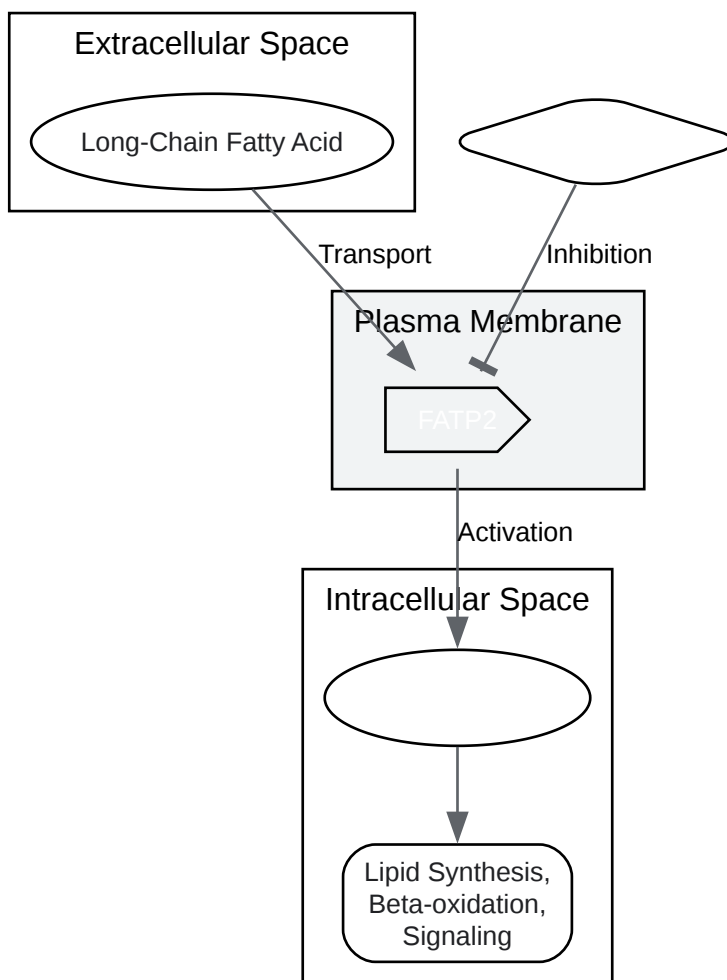 Extracellular Space
Long-Chain Fatty Acid
Transport
Inhibition
Plasma Membrane
FATP2
Activation
Intracellular Space
Lipid Synthesis,
Beta-oxidation,
Signaling